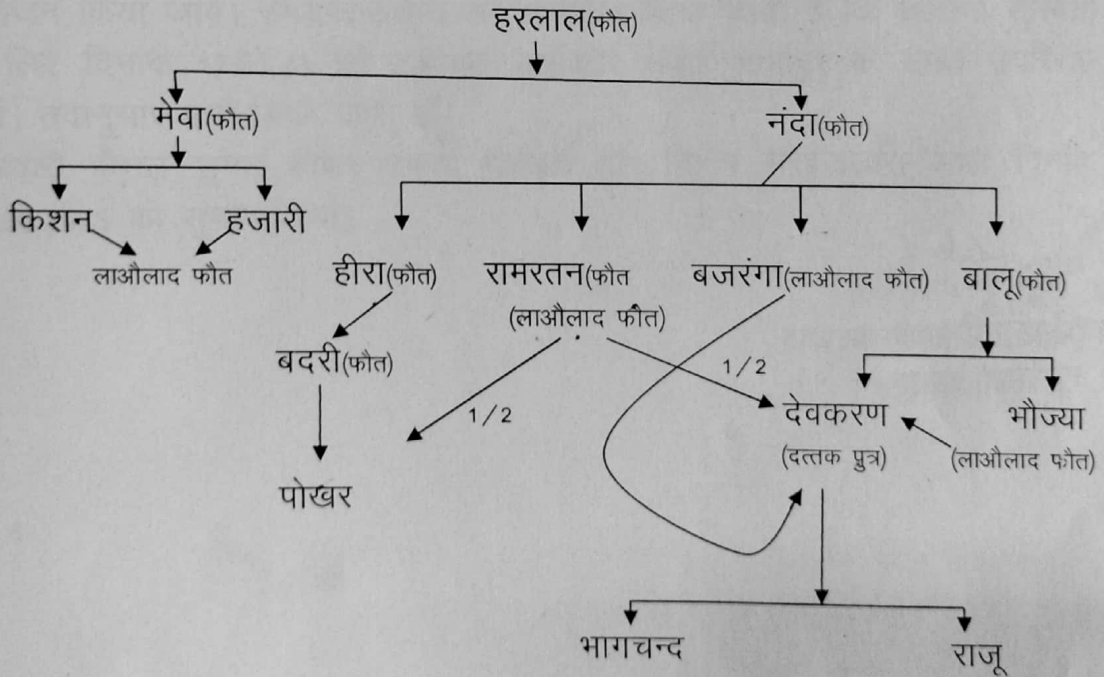 हरलाल(फौत)
मेवा(फौत) नंदा(फौत)
किशन हजारी
लाऔलाद फौत हीरा(फौत) रामरतन(फौत बजरंगा(लाऔलाद फौत) बालू(फौत)
(लाऔलाद फौत)
बदरी(फौत) 1/2
1/2 देवकरण भौज्या
(दत्तक पुत्र) (लाऔलाद फौत)
पोखर
भागचन्द राजू